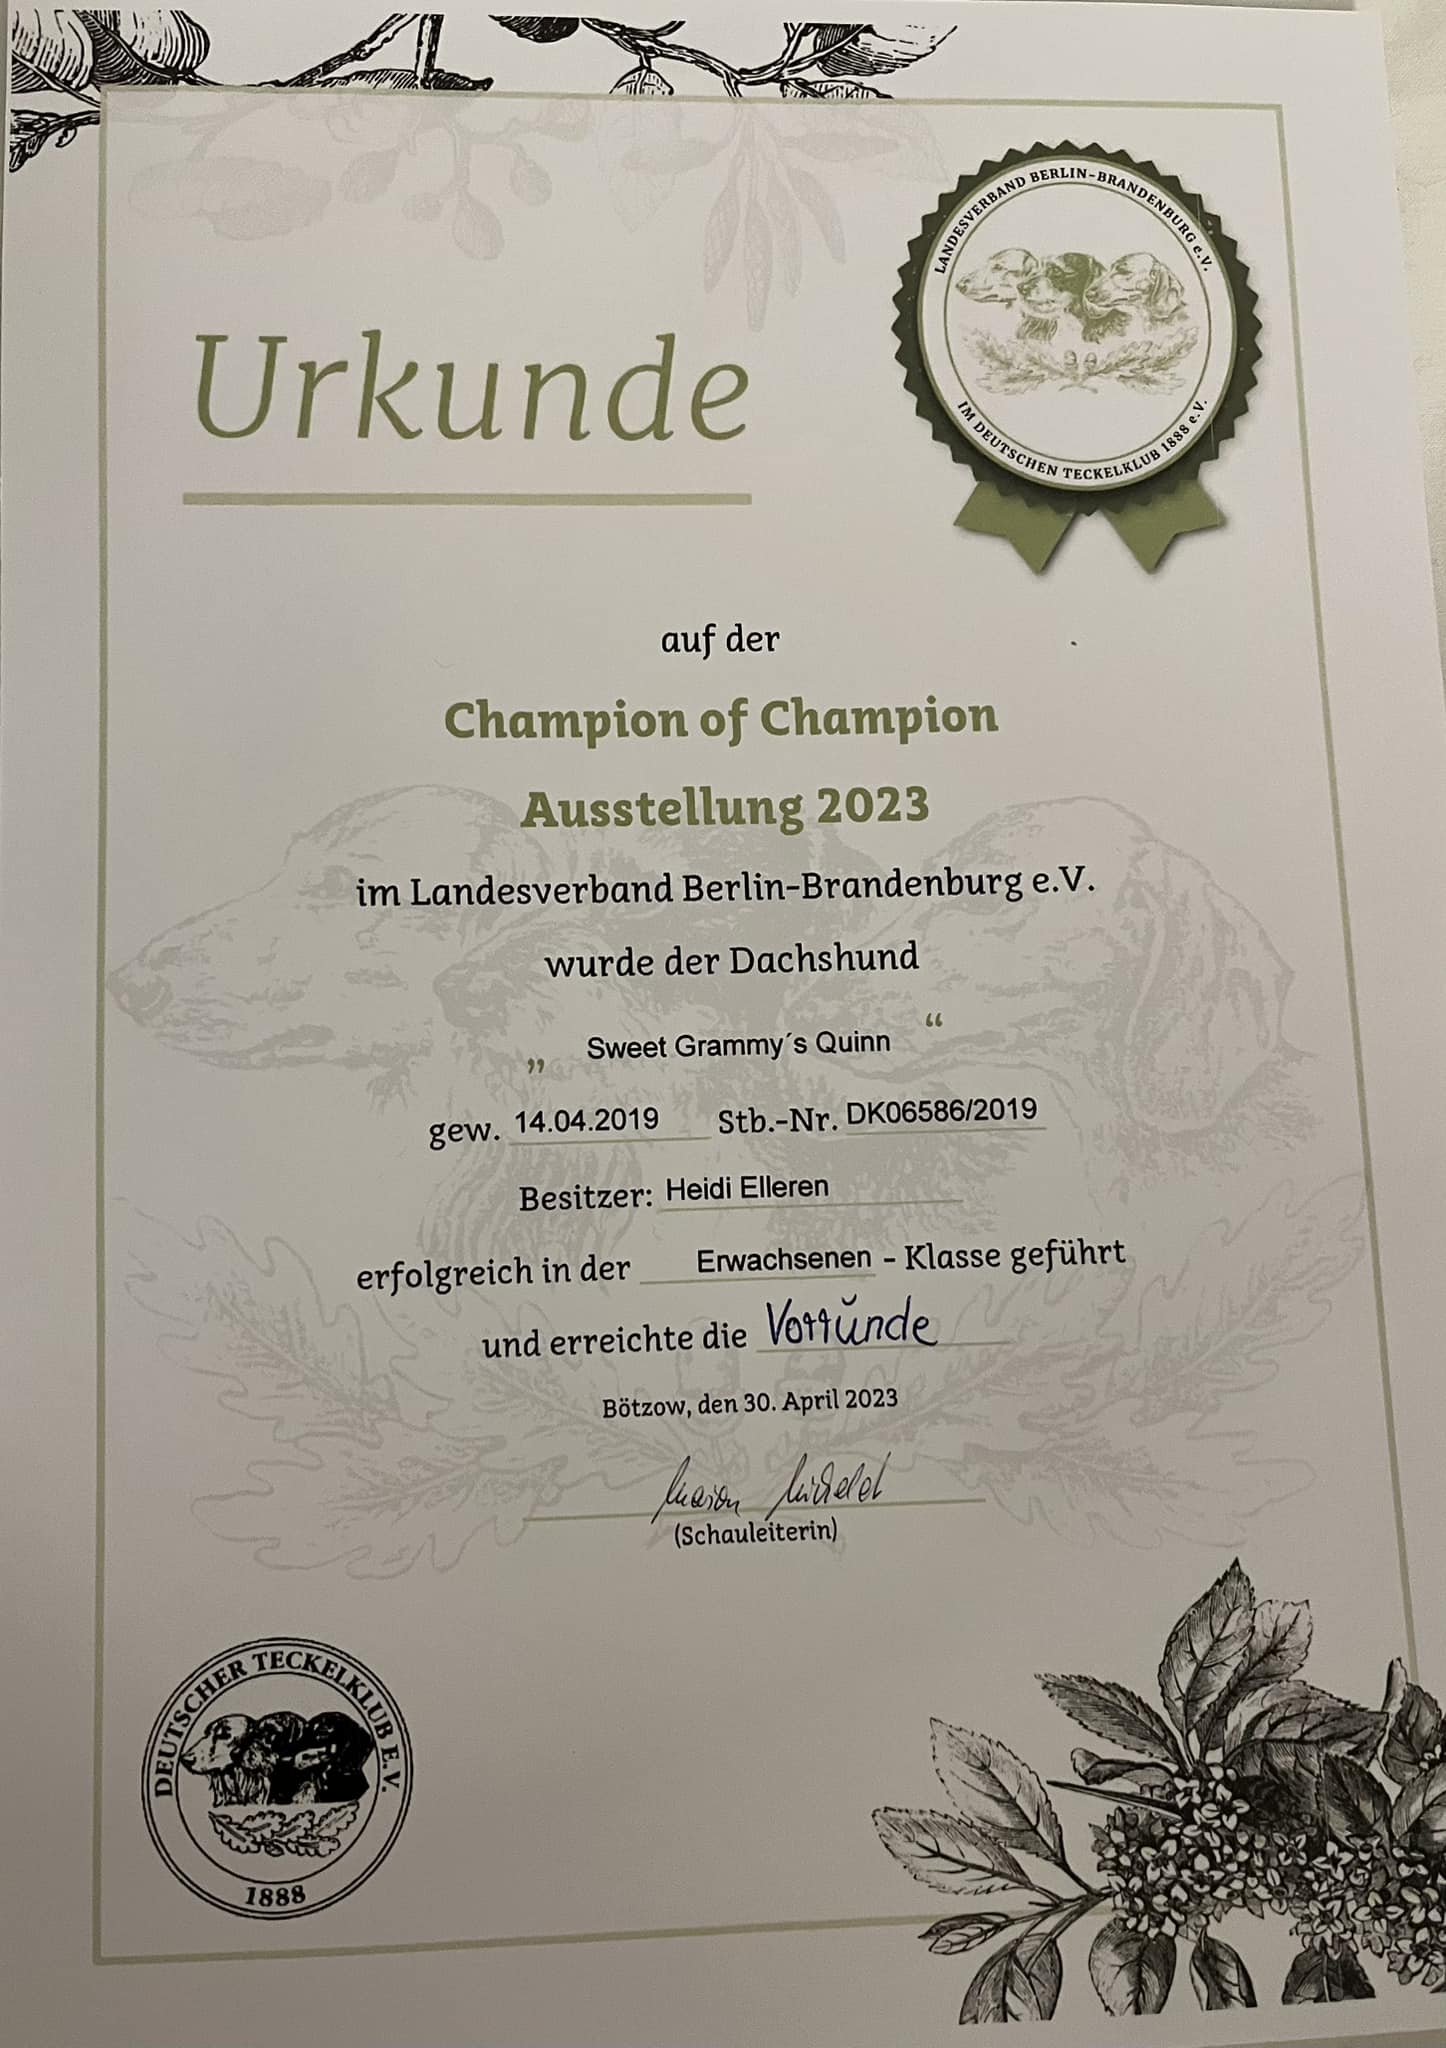 LANDESVERBAND BERLIN-BRANDENBURG e.V.
IM DEUTSCHEN TECKELKLUB 1888 e.V.
Urkunde
auf der
Champion of Champion
Ausstellung 2023
im Landesverband Berlin-Brandenburg e.V.
wurde der Dachshund
„ Sweet Grammy´s Quinn “
gew. 14.04.2019 Stb.-Nr. DK06586/2019
Besitzer: Heidi Elleren
erfolgreich in der Erwachsenen - Klasse geführt
und erreichte die Vorrunde
Bötzow, den 30. April 2023
(Schauleiterin)
DEUTSCHER TECKELKLUB E.V.
1888